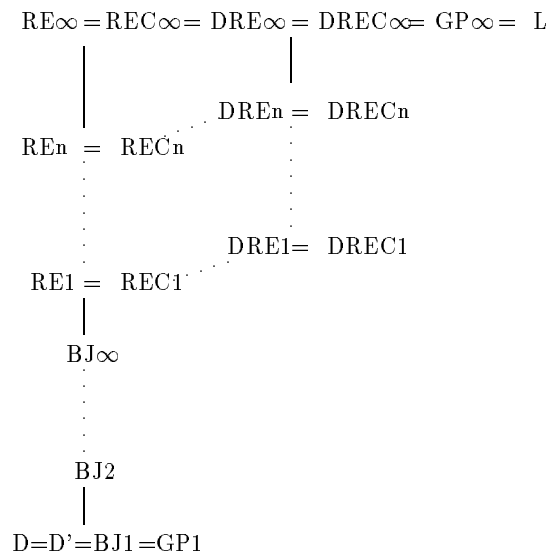 RE∞ = REC∞ = DRE∞ = DREC∞ = GP∞ = L
DREn = DRECn
REn = RECn
DRE1 = DREC1
RE1 = REC1
BJ∞
BJ2
D=D'=BJ1=GP1